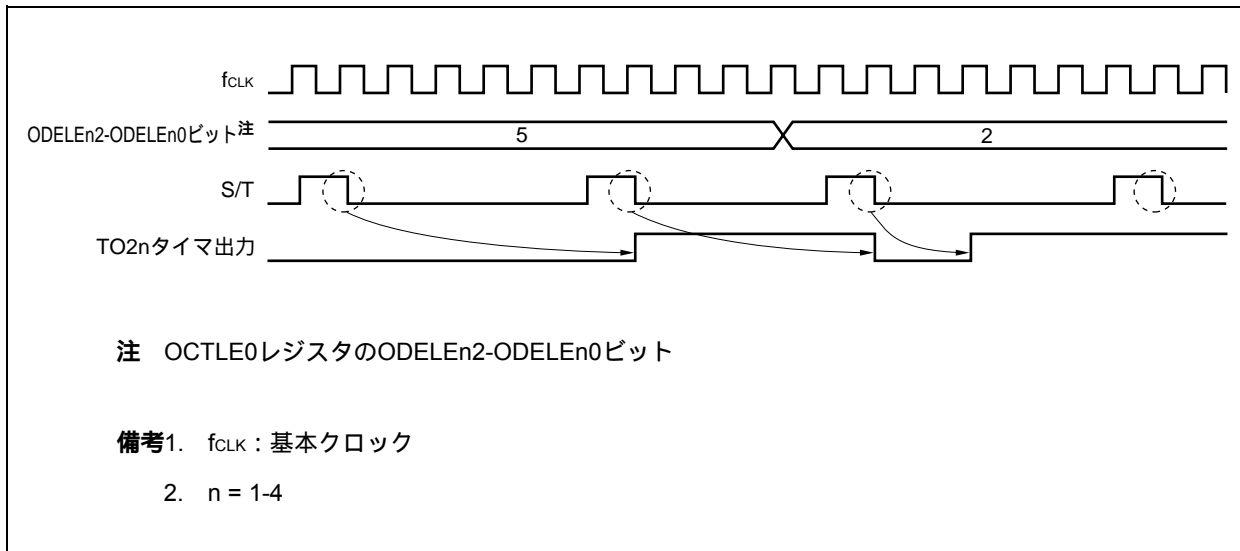 fCLK
ODELEn2-ODELEn0ビット注
5
2
S/T
TO2nタイマ出力
注 OCTLE0レジスタのODELEn2-ODELEn0ビット
備考1. fCLK：基本クロック
2. n = 1-4